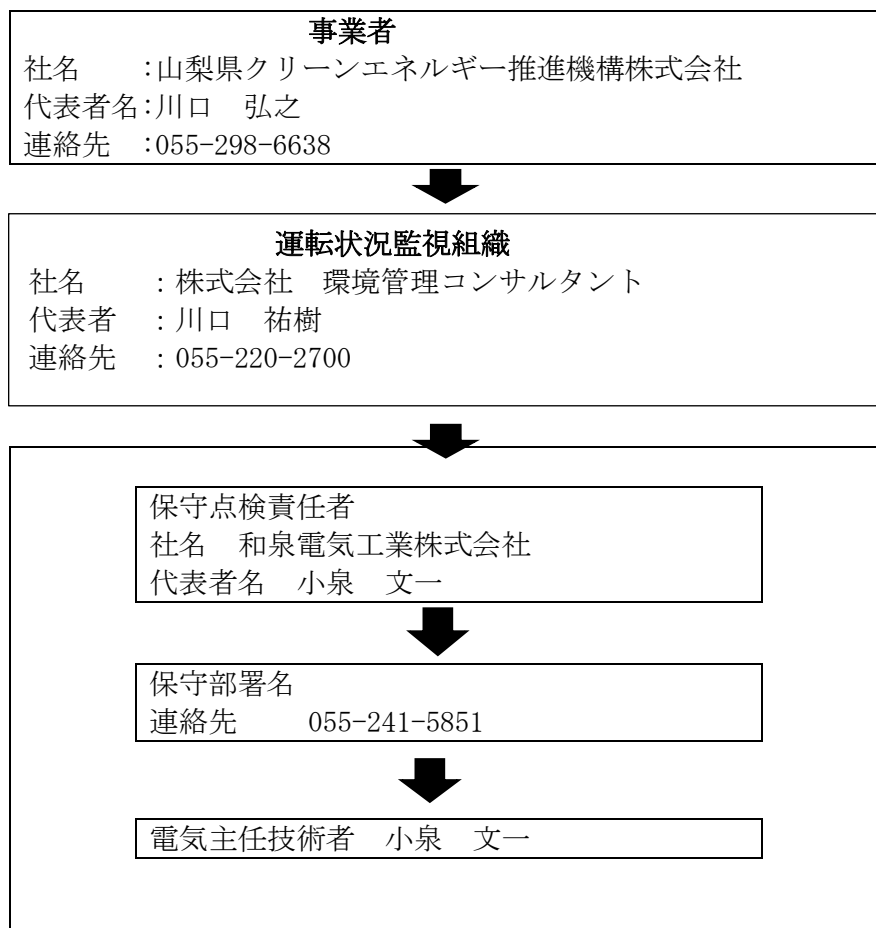 事業者
社名　　：山梨県クリーンエネルギー推進機構株式会社
代表者名：川口　弘之
連絡先　：055-298-6638
運転状況監視組織
社名　　：株式会社　環境管理コンサルタント
代表者　：川口　祐樹
連絡先　：055-220-2700
保守点検責任者
社名　和泉電気工業株式会社
代表者名　小泉　文一
保守部署名
連絡先　　055-241-5851
電気主任技術者　小泉　文一